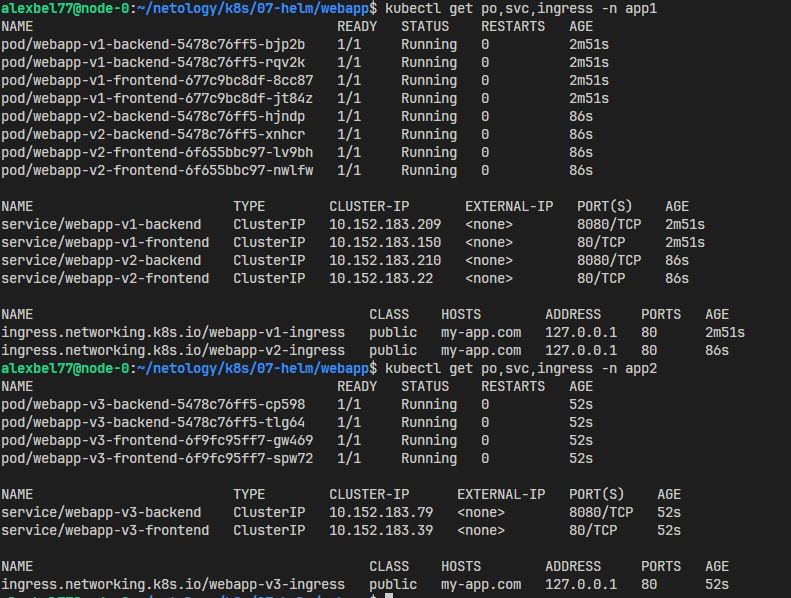 alexbel77@node-0:~/netology/k8s/07-helm/webapp$ kubectl get po,svc,ingress -n app1
NAME READY STATUS RESTARTS AGE
pod/webapp-v1-backend-5478c76ff5-bjp2b 1/1 Running 0 2m51s
pod/webapp-v1-backend-5478c76ff5-rqv2k 1/1 Running 0 2m51s
pod/webapp-v1-frontend-677c9bc8df-8cc87 1/1 Running 0 2m51s
pod/webapp-v1-frontend-677c9bc8df-jt84z 1/1 Running 0 2m51s
pod/webapp-v2-backend-5478c76ff5-hjndp 1/1 Running 0 86s
pod/webapp-v2-backend-5478c76ff5-xnhcr 1/1 Running 0 86s
pod/webapp-v2-frontend-6f655bbc97-lv9bh 1/1 Running 0 86s
pod/webapp-v2-frontend-6f655bbc97-nwlfw 1/1 Running 0 86s
NAME TYPE CLUSTER-IP EXTERNAL-IP PORT(S) AGE
service/webapp-v1-backend ClusterIP 10.152.183.209 <none> 8080/TCP 2m51s
service/webapp-v1-frontend ClusterIP 10.152.183.150 <none> 80/TCP 2m51s
service/webapp-v2-backend ClusterIP 10.152.183.210 <none> 8080/TCP 86s
service/webapp-v2-frontend ClusterIP 10.152.183.22 <none> 80/TCP 86s
NAME CLASS HOSTS ADDRESS PORTS AGE
ingress.networking.k8s.io/webapp-v1-ingress public my-app.com 127.0.0.1 80 2m51s
ingress.networking.k8s.io/webapp-v2-ingress public my-app.com 127.0.0.1 80 86s
alexbel77@node-0:~/netology/k8s/07-helm/webapp$ kubectl get po,svc,ingress -n app2
NAME READY STATUS RESTARTS AGE
pod/webapp-v3-backend-5478c76ff5-cp598 1/1 Running 0 52s
pod/webapp-v3-backend-5478c76ff5-tlg64 1/1 Running 0 52s
pod/webapp-v3-frontend-6f9fc95ff7-gw469 1/1 Running 0 52s
pod/webapp-v3-frontend-6f9fc95ff7-spw72 1/1 Running 0 52s
NAME TYPE CLUSTER-IP EXTERNAL-IP PORT(S) AGE
service/webapp-v3-backend ClusterIP 10.152.183.79 <none> 8080/TCP 52s
service/webapp-v3-frontend ClusterIP 10.152.183.39 <none> 80/TCP 52s
NAME CLASS HOSTS ADDRESS PORTS AGE
ingress.networking.k8s.io/webapp-v3-ingress public my-app.com 127.0.0.1 80 52s